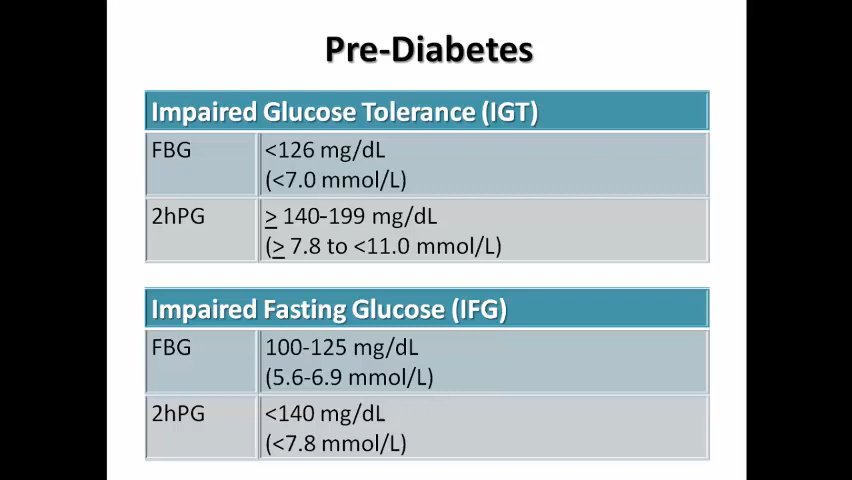 Pre-Diabetes
Impaired Glucose Tolerance (IGT)
FBG <126 mg/dL
(<7.0 mmol/L)
2hPG ≥ 140-199 mg/dL
(≥ 7.8 to <11.0 mmol/L)
Impaired Fasting Glucose (IFG)
FBG 100-125 mg/dL
(5.6-6.9 mmol/L)
2hPG <140 mg/dL
(<7.8 mmol/L)